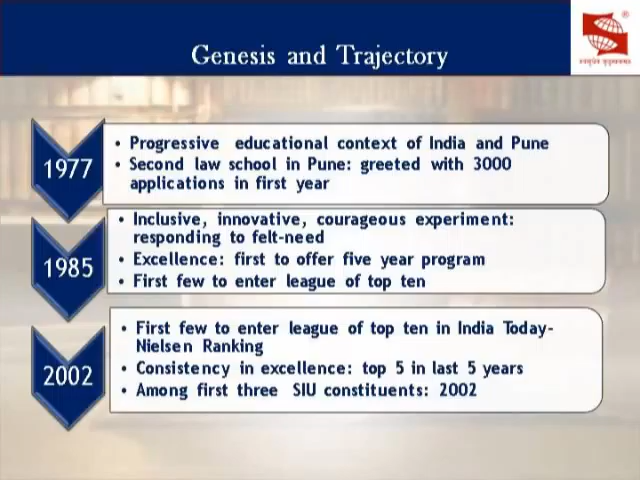 Genesis and Trajectory
®
1977
• Progressive educational context of India and Pune
• Second law school in Pune: greeted with 3000
applications in first year
1985
• Inclusive, innovative, courageous experiment:
responding to felt-need
• Excellence: first to offer five year program
• First few to enter league of top ten
2002
• First few to enter league of top ten in India Today-
Nielsen Ranking
• Consistency in excellence: top 5 in last 5 years
• Among first three SIU constituents: 2002